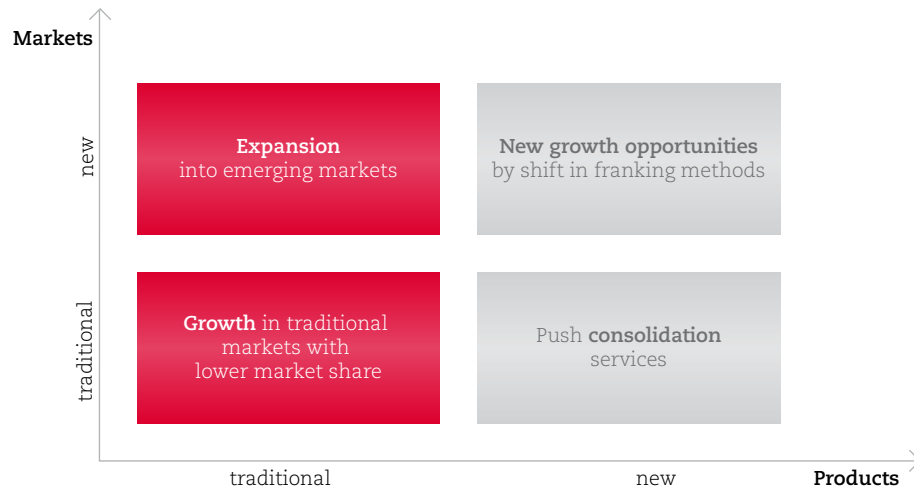 Markets
new
Expansion
into emerging markets
New growth opportunities
by shift in franking methods
traditional
Growth in traditional
markets with
lower market share
Push consolidation
services
traditional
new
Products